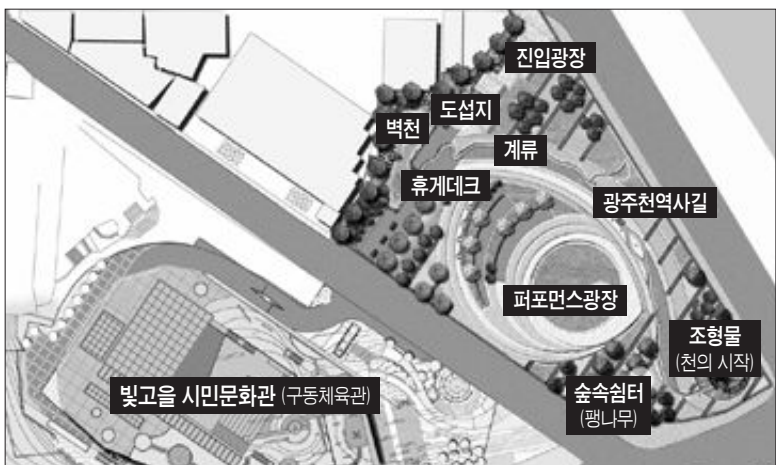 진입광장
도섭지
벽천
계류
휴게데크
광주천역사길
퍼포먼스광장
조형물
(천의 시작)
숲속쉼터
(팽나무)
빛고을 시민문화관 (구동체육관)